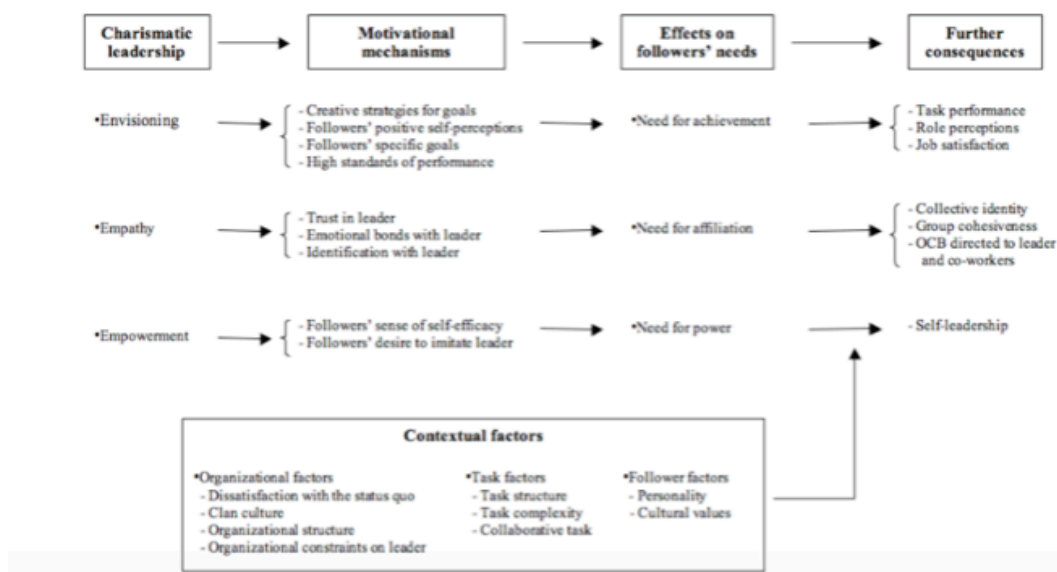 Charismatic
leadership
Motivational
mechanisms
Effects on
followers' needs
Further
consequences
•Envisioning
- Creative strategies for goals
- Followers' positive self-perceptions
- Followers' specific goals
- High standards of performance
•Need for achievement
- Task performance
- Role perceptions
- Job satisfaction
•Empathy
- Trust in leader
- Emotional bonds with leader
- Identification with leader
•Need for affiliation
- Collective identity
- Group cohesiveness
- OCB directed to leader
and co-workers
•Empowerment
- Followers' sense of self-efficacy
- Followers' desire to imitate leader
•Need for power
- Self-leadership
Contextual factors
•Organizational factors
- Dissatisfaction with the status quo
- Clan culture
- Organizational structure
- Organizational constraints on leader
•Task factors
- Task structure
- Task complexity
- Collaborative task
•Follower factors
- Personality
- Cultural values